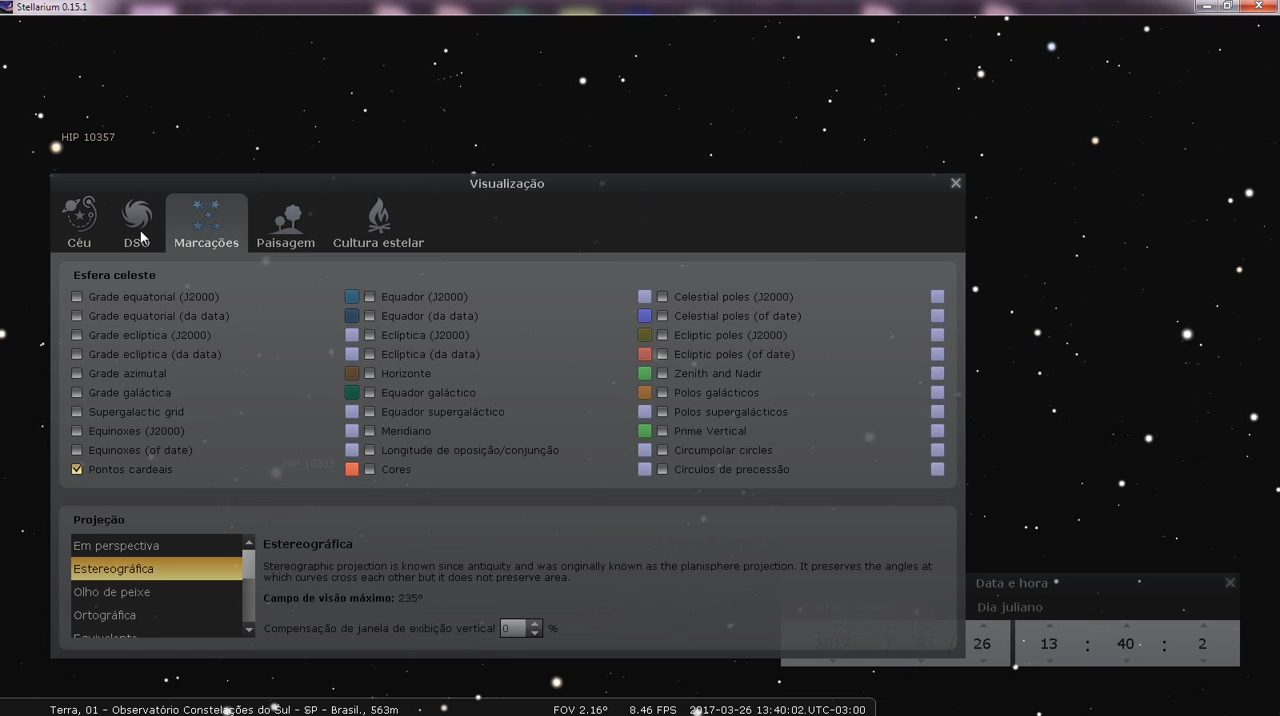 Stellarium 0.15.1
HIP 10357
Visualização
Céu DSO Marcações Paisagem Cultura estelar
Esfera celeste
Grade equatorial (J2000) Equador (J2000) Celestial poles (J2000)
Grade equatorial (da data) Equador (da data) Celestial poles (of date)
Grade eclíptica (J2000) Eclíptica (J2000) Ecliptic poles (J2000)
Grade eclíptica (da data) Eclíptica (da data) Ecliptic poles (of date)
Grade azimutal Horizonte Zenith and Nadir
Grade galáctica Equador galáctico Polos galácticos
Supergalactic grid Equador supergaláctico Polos supergalácticos
Equinoxes (J2000) Meridiano Prime Vertical
Equinoxes (of date) Longitude de oposição/conjunção Circumpolar circles
HIP 10315
Pontos cardeais Cores Círculos de precessão
Projeção
Em perspectiva
Estereográfica
Olho de peixe
Ortográfica
Equivalente
Estereográfica
Stereographic projection is known since antiquity and was originally known as the planisphere projection. It preserves the angles at
which curves cross each other but it does not preserve area.
Campo de visão máximo: 235°
Compensação de janela de exibição vertical 0 %
Data e hora
Dia juliano
2017 / 3 / 26 13 : 40 : 2
Terra, 01 - Observatório Constelações do Sul - SP - Brasil., 563m FOV 2.16° 8.46 FPS 2017-03-26 13:40:02 UTC-03:00